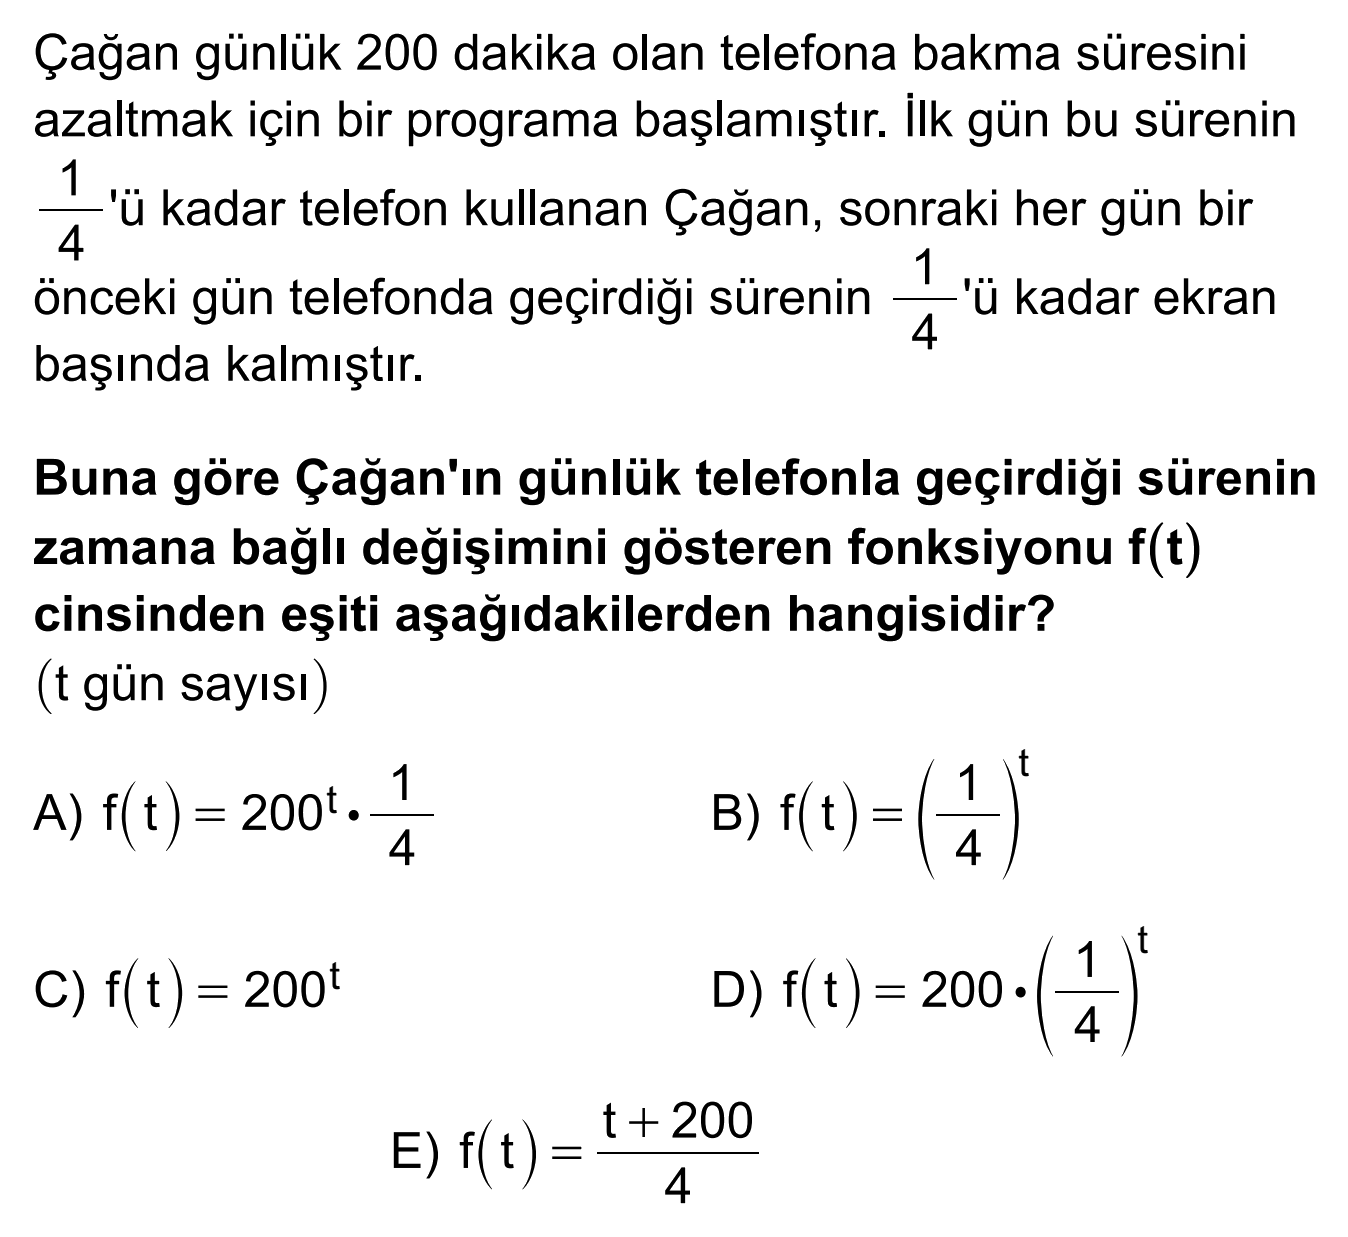 Çağan günlük 200 dakika olan telefona bakma süresini
azaltmak için bir programa başlamıştır. İlk gün bu sürenin
1/4 'ü kadar telefon kullanan Çağan, sonraki her gün bir
önceki gün telefonda geçirdiği sürenin 1/4 'ü kadar ekran
başında kalmıştır.
Buna göre Çağan'ın günlük telefonla geçirdiği sürenin
zamana bağlı değişimini gösteren fonksiyonu f(t)
cinsinden eşiti aşağıdakilerden hangisidir?
(t gün sayısı)
A) f(t) = 200^t · 1/4 B) f(t) = (1/4)^t
C) f(t) = 200^t D) f(t) = 200 · (1/4)^t
E) f(t) = (t + 200)/4